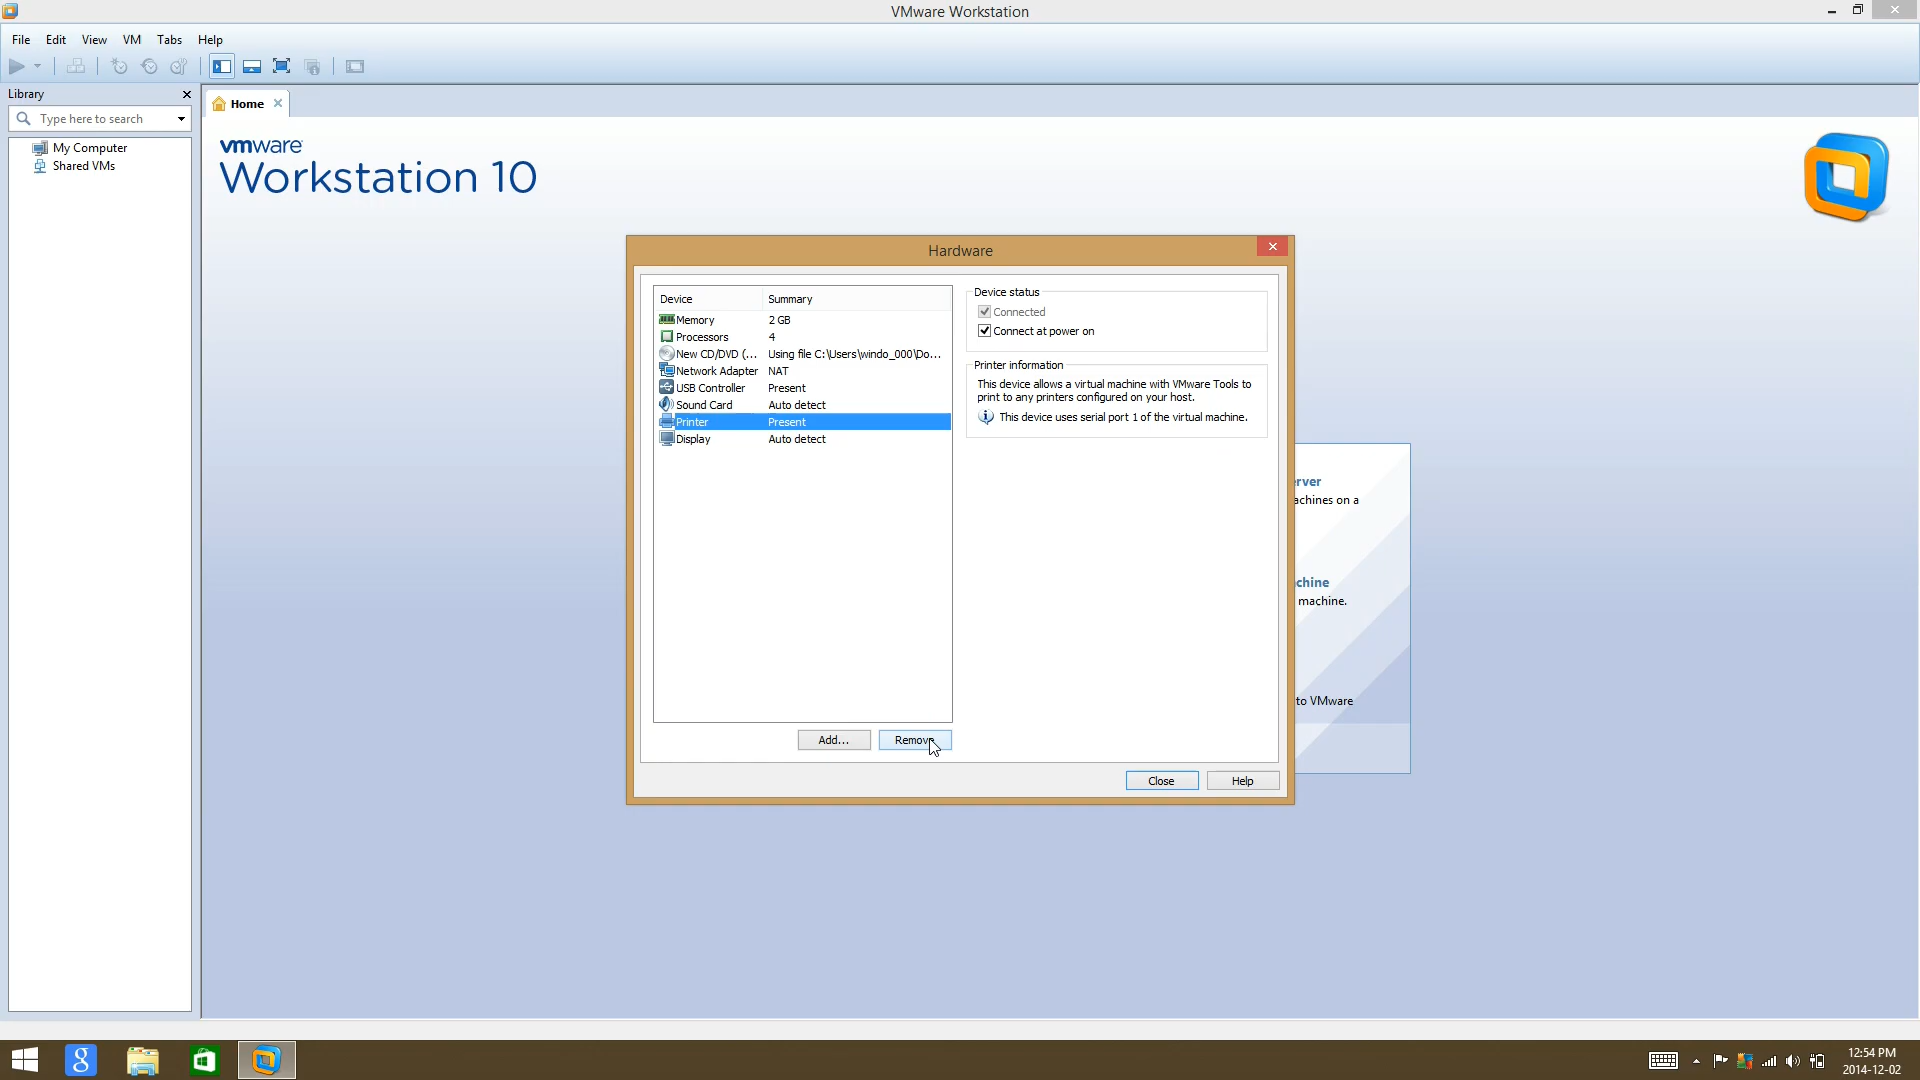 VMware Workstation
File Edit View VM Tabs Help
Library
Type here to search
My Computer
Shared VMs
Home
vmware
Workstation 10
Hardware
Device Summary
Memory 2 GB
Processors 4
New CD/DVD (... Using file C:\Users\windo_000\Do...
Network Adapter NAT
USB Controller Present
Sound Card Auto detect
Printer Present
Display Auto detect
Add... Remove
Device status
Connected
Connect at power on
Printer information
This device allows a virtual machine with VMware Tools to
print to any printers configured on your host.
This device uses serial port 1 of the virtual machine.
Close Help
erver
achines on a
chine
machine.
to VMware
12:54 PM
2014-12-02